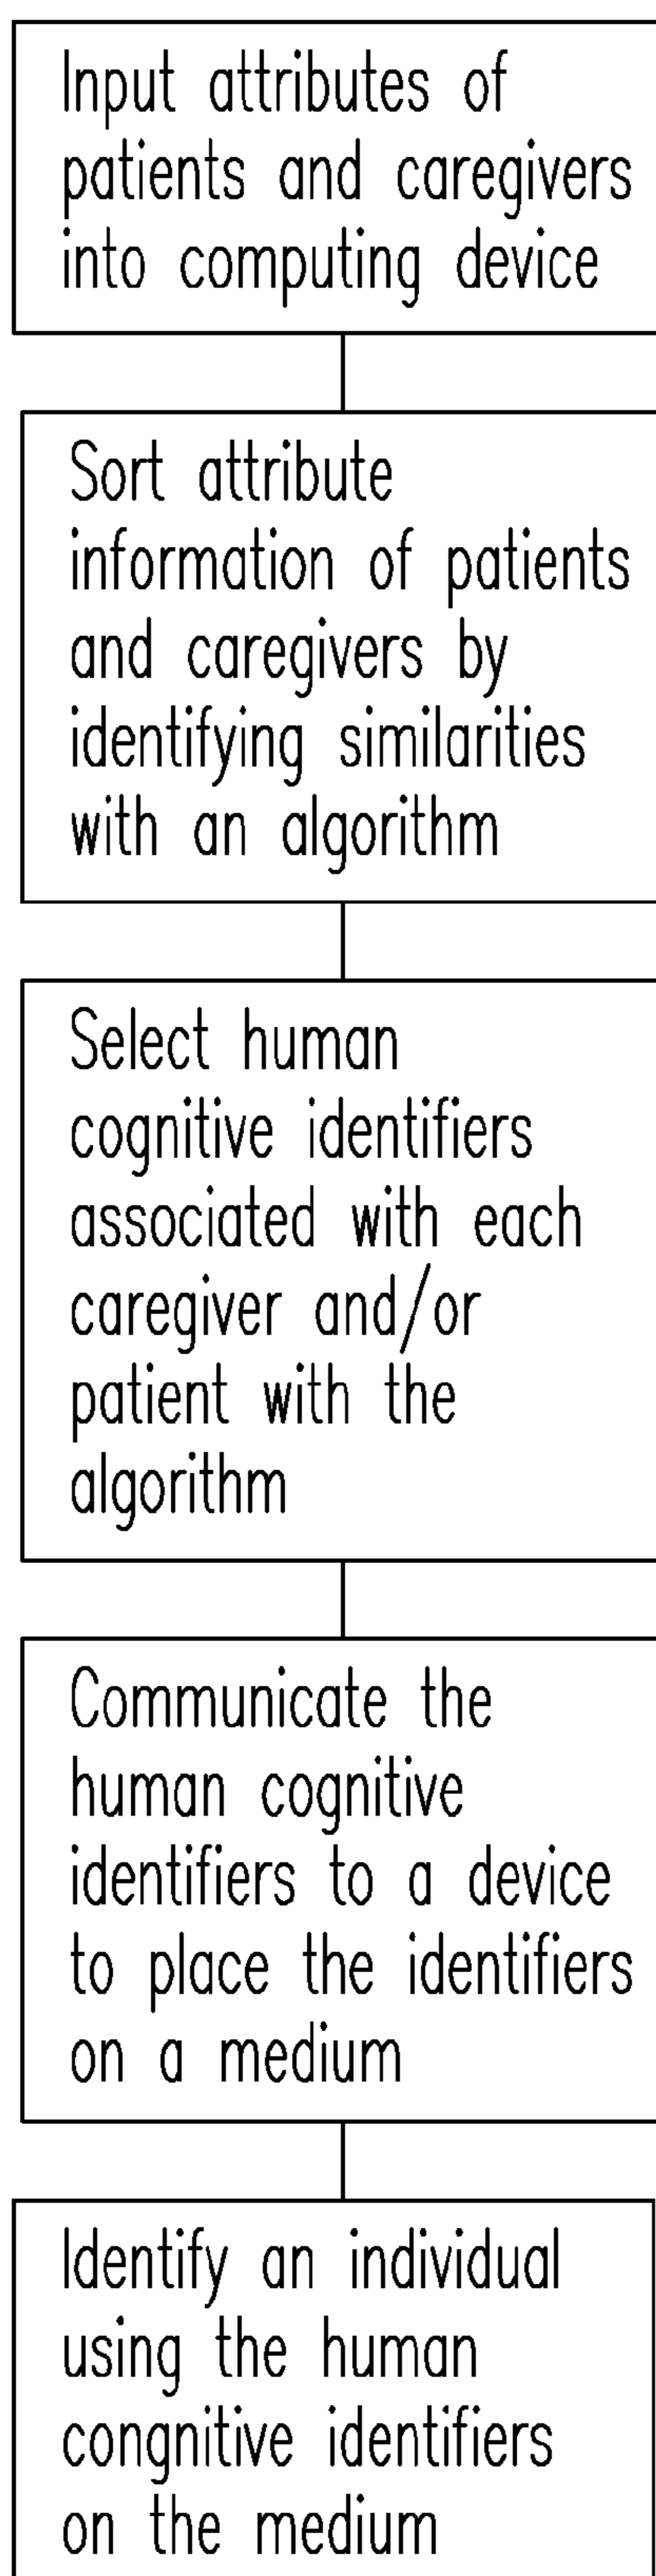 Input attributes of
patients and caregivers
into computing device
Sort attribute
information of patients
and caregivers by
identifying similarities
with an algorithm
Select human
cognitive identifiers
associated with each
caregiver and/or
patient with the
algorithm
Communicate the
human cognitive
identifiers to a device
to place the identifiers
on a medium
Identify an individual
using the human
congnitive identifiers
on the medium